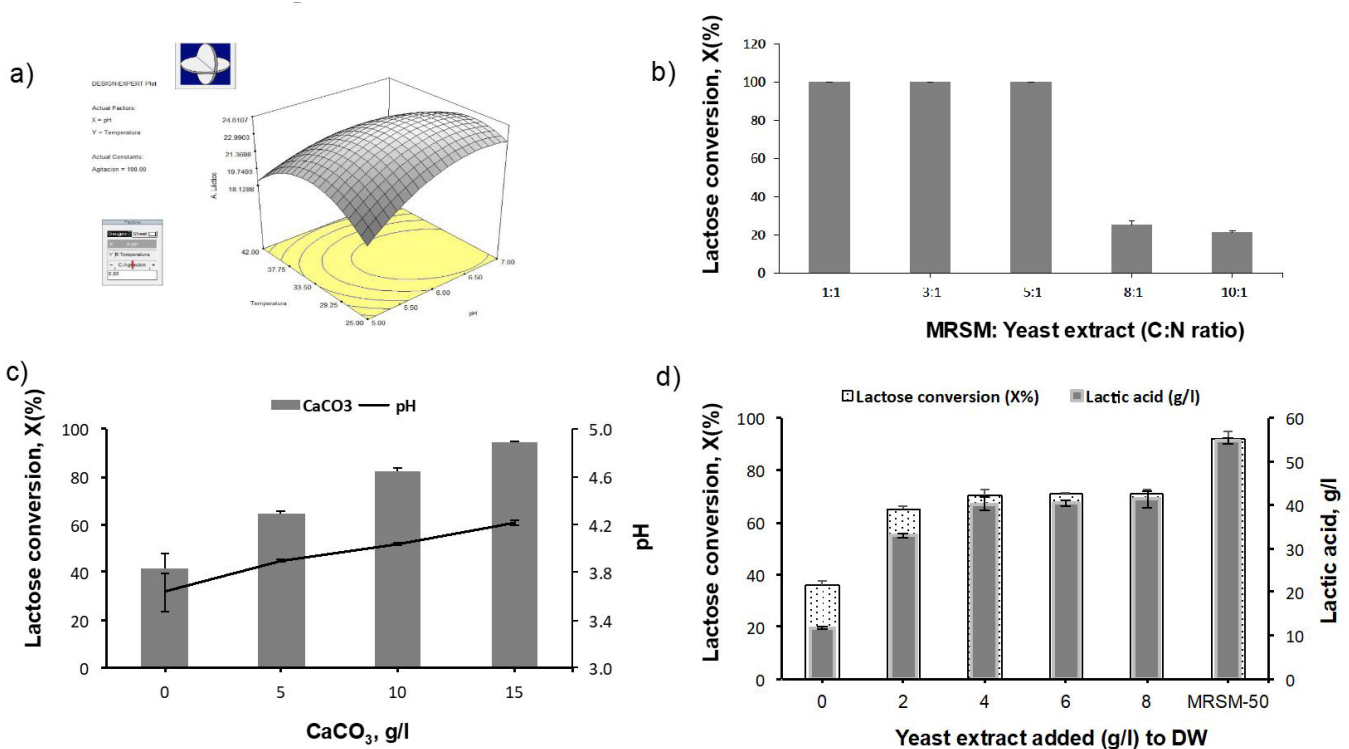 a)
DESIGN-EXPERT Plot
Actual Factors:
X = pH
Y = Temperatura
Actual Constants:
Agitacion = 100.00
24.6107
22.9903
21.3698
19.7493
18.1288
A. Láctico
42.00
37.75
33.50
29.25
25.00
Temperatura
5.00
5.50
6.00
6.50
7.00
pH
b)
Lactose conversion, X(%)
120
100
80
60
40
20
0
1:1 3:1 5:1 8:1 10:1
MRSM: Yeast extract (C:N ratio)
c)
CaCO3 pH
Lactose conversion, X(%)
100
80
60
40
20
0
5.0
4.6
4.2
3.8
3.4
3.0
pH
0 5 10 15
CaCO₃, g/l
d)
Lactose conversion (X%) Lactic acid (g/l)
Lactose conversion, X(%)
100
80
60
40
20
0
60
50
40
30
20
10
0
Lactic acid, g/l
0 2 4 6 8 MRSM-50
Yeast extract added (g/l) to DW